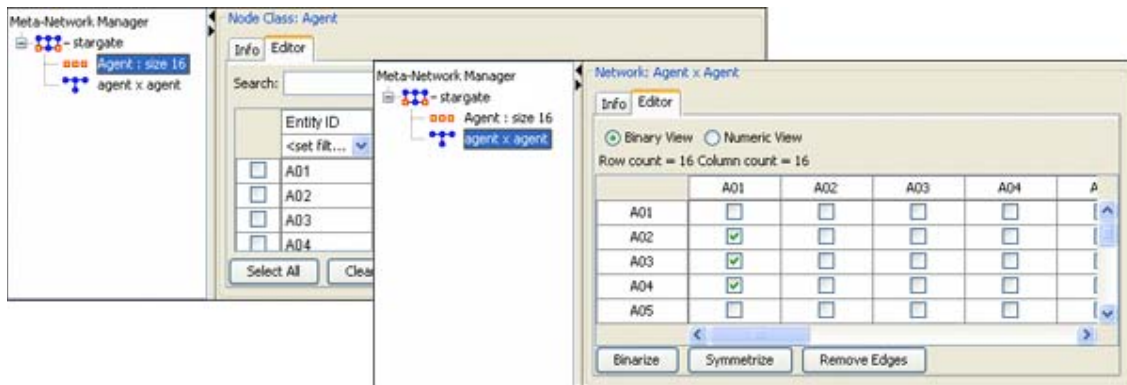 Meta-Network Manager
- stargate
Agent : size 16
agent x agent
Node Class: Agent
Info Editor
Search:
Entity ID
<set filt...
A01
A02
A03
A04
Select All
Meta-Network Manager
- stargate
Agent : size 16
agent x agent
Network: Agent x Agent
Info Editor
Binary View Numeric View
Row count = 16 Column count = 16
A01 A02 A03 A04
A01
A02
A03
A04
A05
Binarize Symmetrize Remove Edges